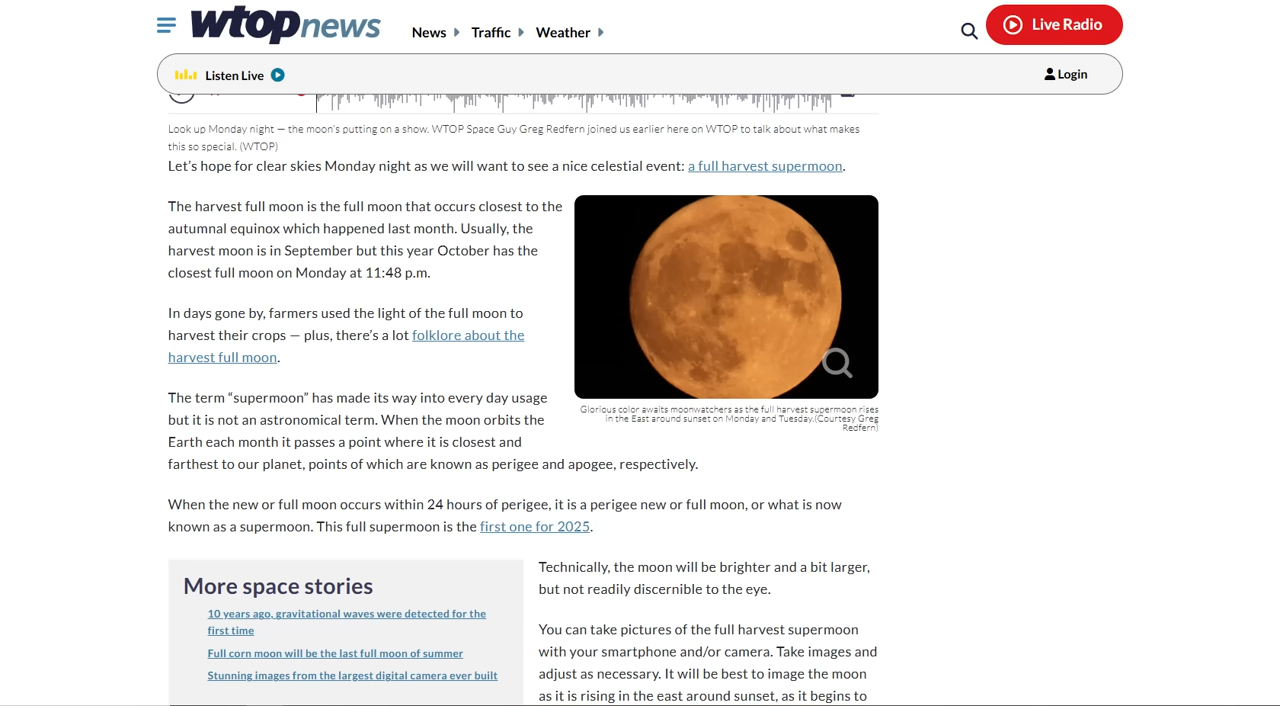 wtopnews
News
Traffic
Weather
Live Radio
Listen Live
Login
Look up Monday night — the moon's putting on a show. WTOP Space Guy Greg Redfern joined us earlier here on WTOP to talk about what makes
this so special. (WTOP)
Let's hope for clear skies Monday night as we will want to see a nice celestial event: a full harvest supermoon.
The harvest full moon is the full moon that occurs closest to the
autumnal equinox which happened last month. Usually, the
harvest moon is in September but this year October has the
closest full moon on Monday at 11:48 p.m.
In days gone by, farmers used the light of the full moon to
harvest their crops — plus, there's a lot folklore about the
harvest full moon.
The term “supermoon” has made its way into every day usage
but it is not an astronomical term. When the moon orbits the
Earth each month it passes a point where it is closest and
farthest to our planet, points of which are known as perigee and apogee, respectively.
Glorious color awaits moonwatchers as the full harvest supermoon rises
in the East around sunset on Monday and Tuesday.(Courtesy Greg
Redfern)
When the new or full moon occurs within 24 hours of perigee, it is a perigee new or full moon, or what is now
known as a supermoon. This full supermoon is the first one for 2025.
More space stories
10 years ago, gravitational waves were detected for the
first time
Full corn moon will be the last full moon of summer
Stunning images from the largest digital camera ever built
Technically, the moon will be brighter and a bit larger,
but not readily discernible to the eye.
You can take pictures of the full harvest supermoon
with your smartphone and/or camera. Take images and
adjust as necessary. It will be best to image the moon
as it is rising in the east around sunset, as it begins to